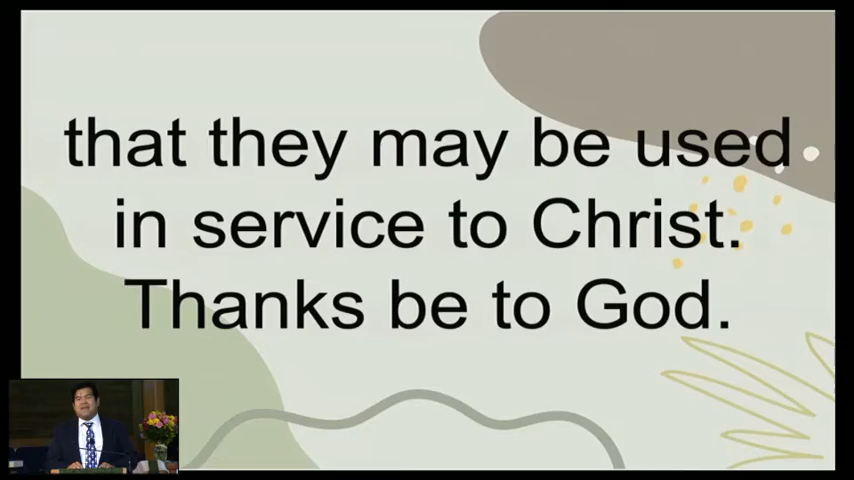 that they may be used
in service to Christ.
Thanks be to God.